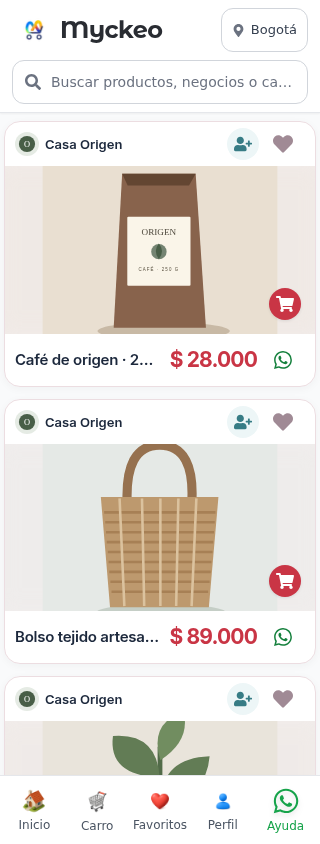 Myckeo
Bogotá
Buscar productos, negocios o ca...
Casa Origen
ORIGEN
CAFÉ · 250 G
Café de origen · 2...
$ 28.000
Casa Origen
Bolso tejido artesa...
$ 89.000
Casa Origen
Inicio
Carro
Favoritos
Perfil
Ayuda